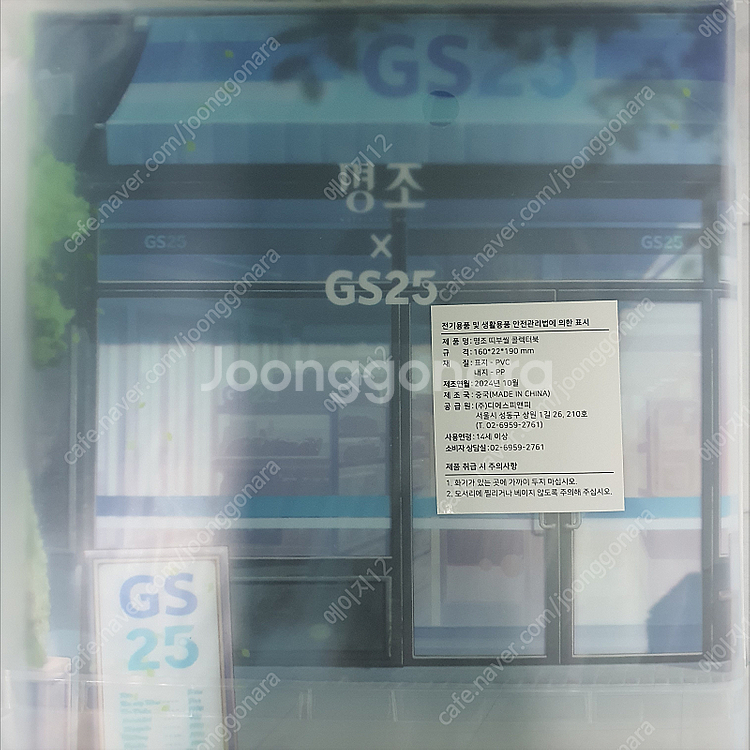 GS25
명조
x
GS25
GS25
GS25
전기용품 및 생활용품 안전관리법에 의한 표시
제 품 명 : 명조 띠부씰 콜렉터북
규 격 : 160*22*190 mm
재 질 : 표지 - PVC
내지 - PP
제조연월 : 2024년 10월
제 조 국 : 중국(MADE IN CHINA)
공 급 원 : (주)디에스피앤피
서울시 성동구 상원 1길 26, 210호
(T. 02-6959-2761)
사용연령 : 14세 이상
소비자 상담실 : 02-6959-2761
제품 취급 시 주의사항
1. 화기가 있는 곳에 가까이 두지 마십시오.
2. 모서리에 찔리거나 베이지 않도록 주의해 주십시오.
GS
25
Joonggonara
cafe.naver.com/joonggonara
에이지12